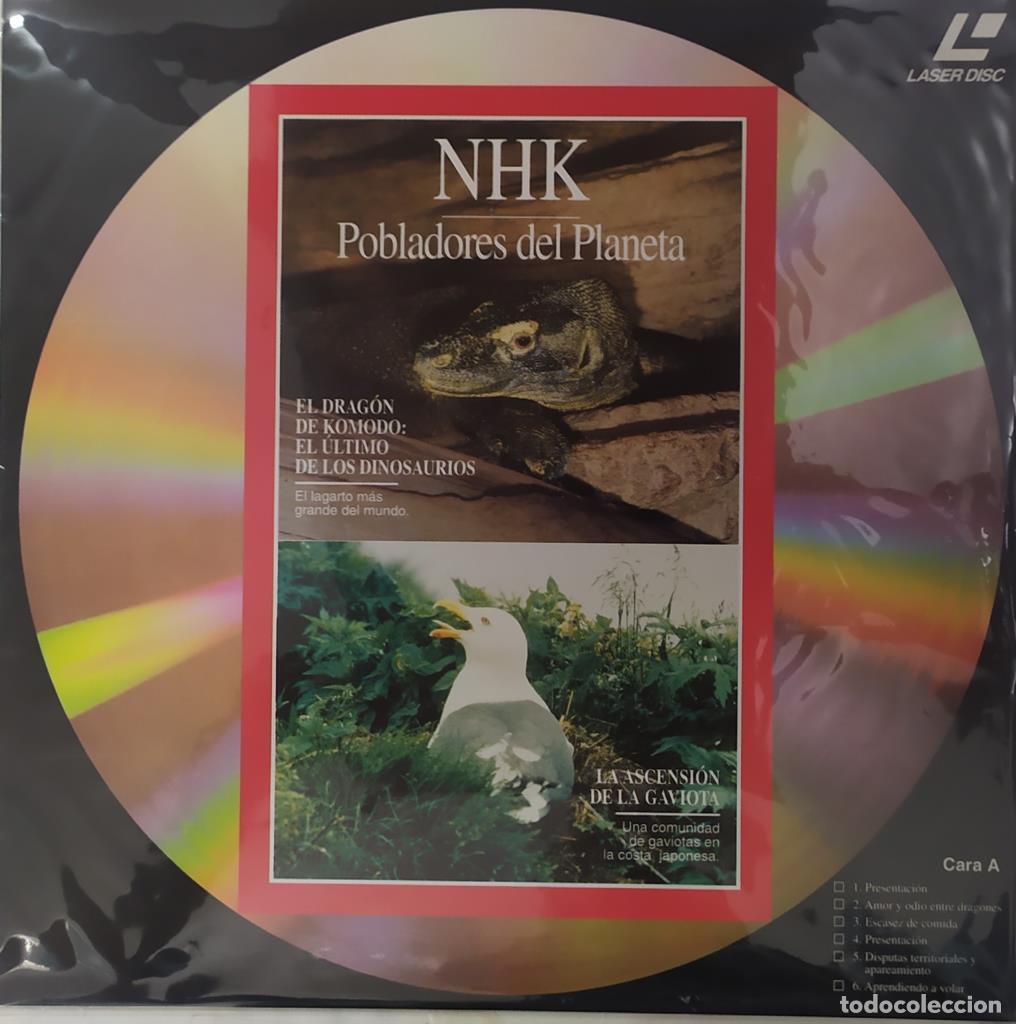 LASER DISC
NHK
Pobladores del Planeta
EL DRAGÓN
DE KOMODO:
EL ÚLTIMO
DE LOS DINOSAURIOS
El lagarto más
grande del mundo.
LA ASCENSIÓN
DE LA GAVIOTA
Una comunidad
de gaviotas en
la costa japonesa.
Cara A
1. Presentación
2. Amor y odio entre dragones
3. Escasez de comida
4. Presentación
5. Disputas territoriales y
apareamiento
6. Aprendiendo a volar
todocoleccion